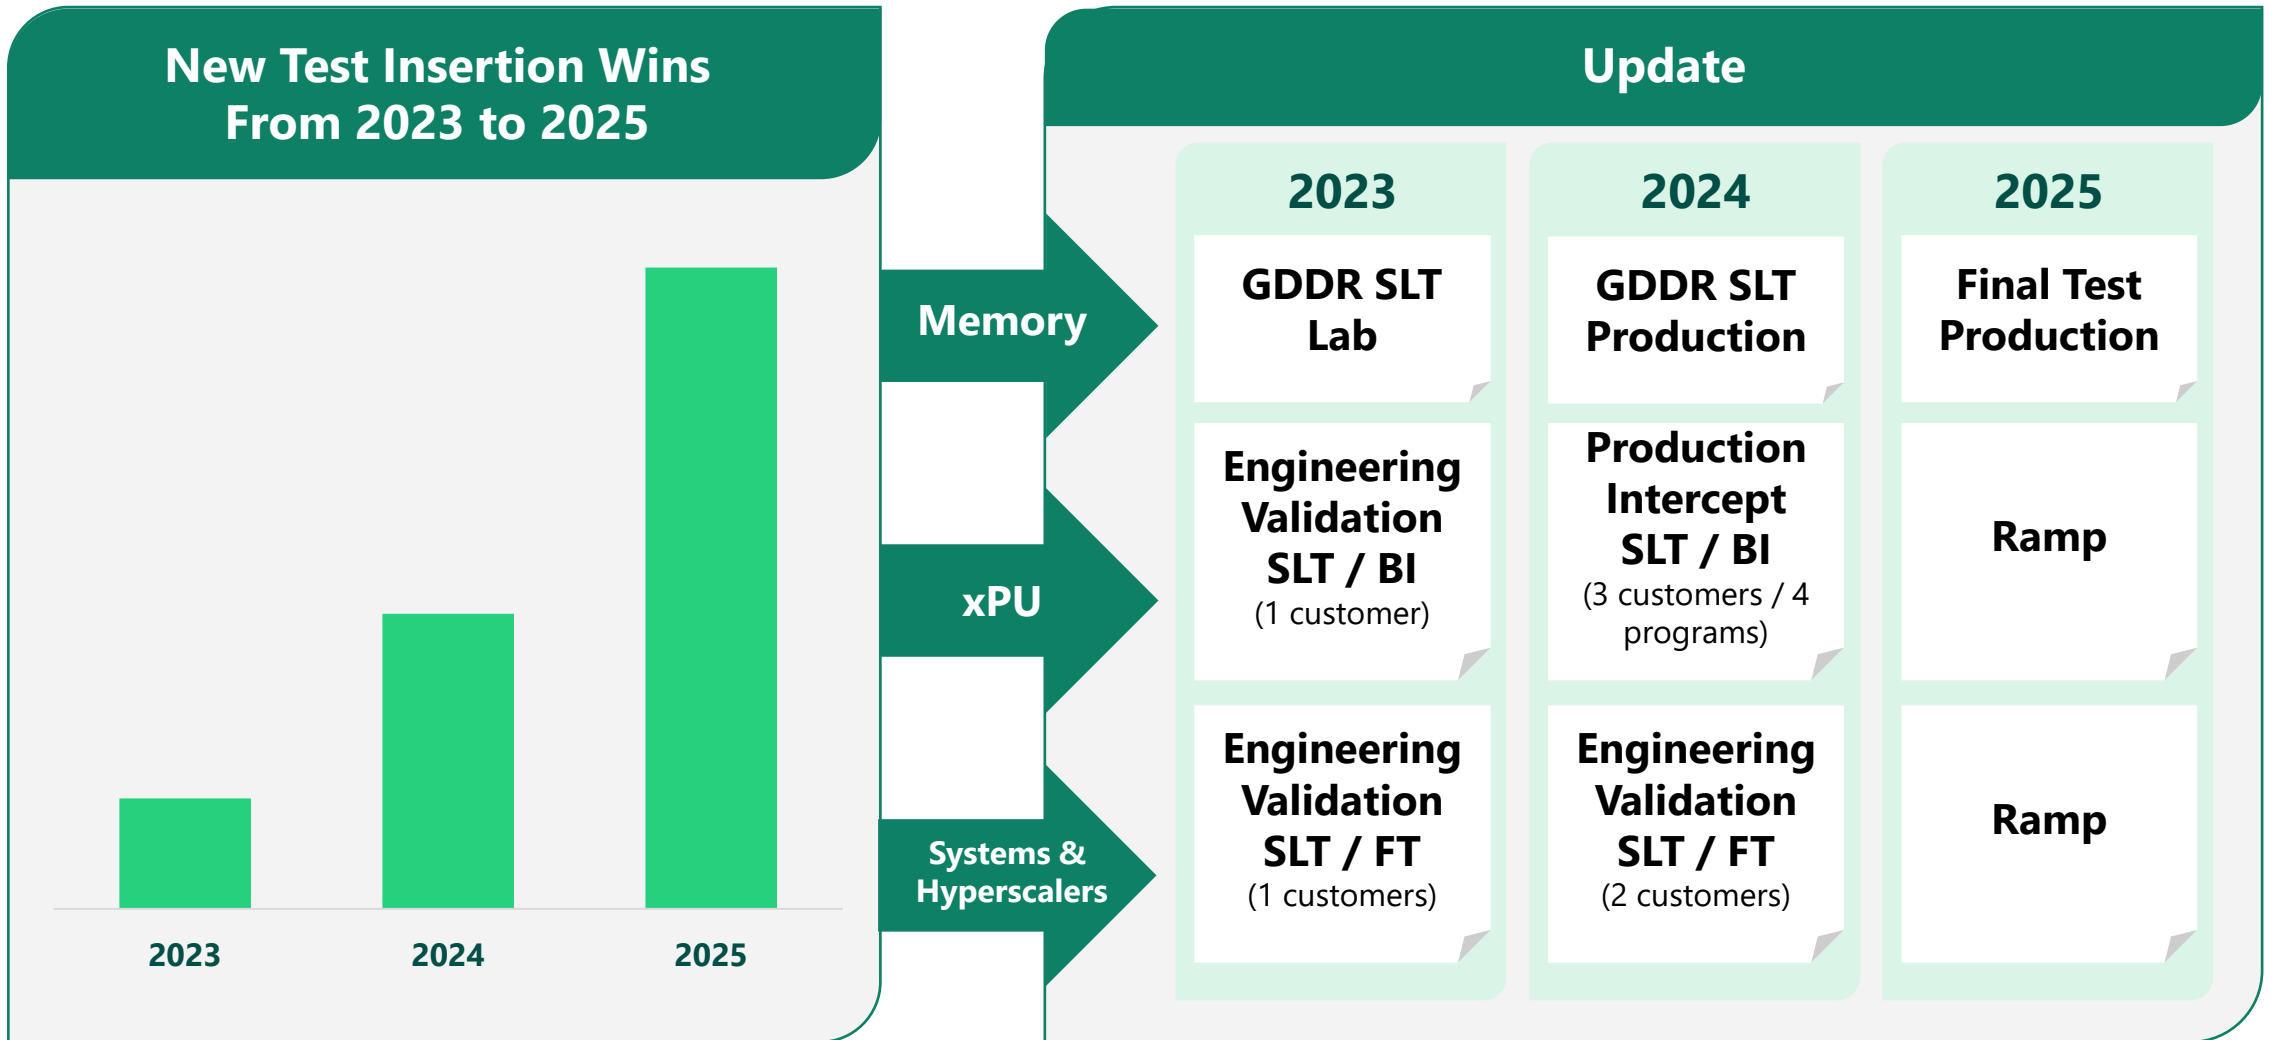 New Test Insertion Wins
From 2023 to 2025
2023
2024
2025
Update
Memory
xPU
Systems &
Hyperscalers
2023
2024
2025
GDDR SLT
Lab
GDDR SLT
Production
Final Test
Production
Engineering
Validation
SLT / BI
(1 customer)
Production
Intercept
SLT / BI
(3 customers / 4
programs)
Ramp
Engineering
Validation
SLT / FT
(1 customers)
Engineering
Validation
SLT / FT
(2 customers)
Ramp